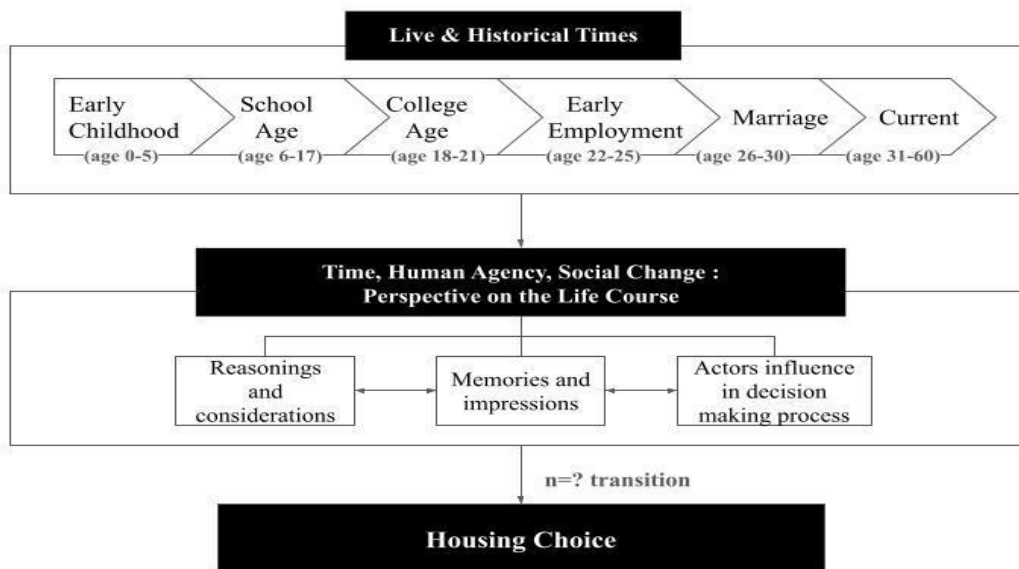 Live & Historical Times
Early
Childhood
(age 0-5)
School
Age
(age 6-17)
College
Age
(age 18-21)
Early
Employment
(age 22-25)
Marriage
(age 26-30)
Current
(age 31-60)
Time, Human Agency, Social Change :
Perspective on the Life Course
Reasonings
and
considerations
Memories and
impressions
Actors influence
in decision
making process
n=? transition
Housing Choice